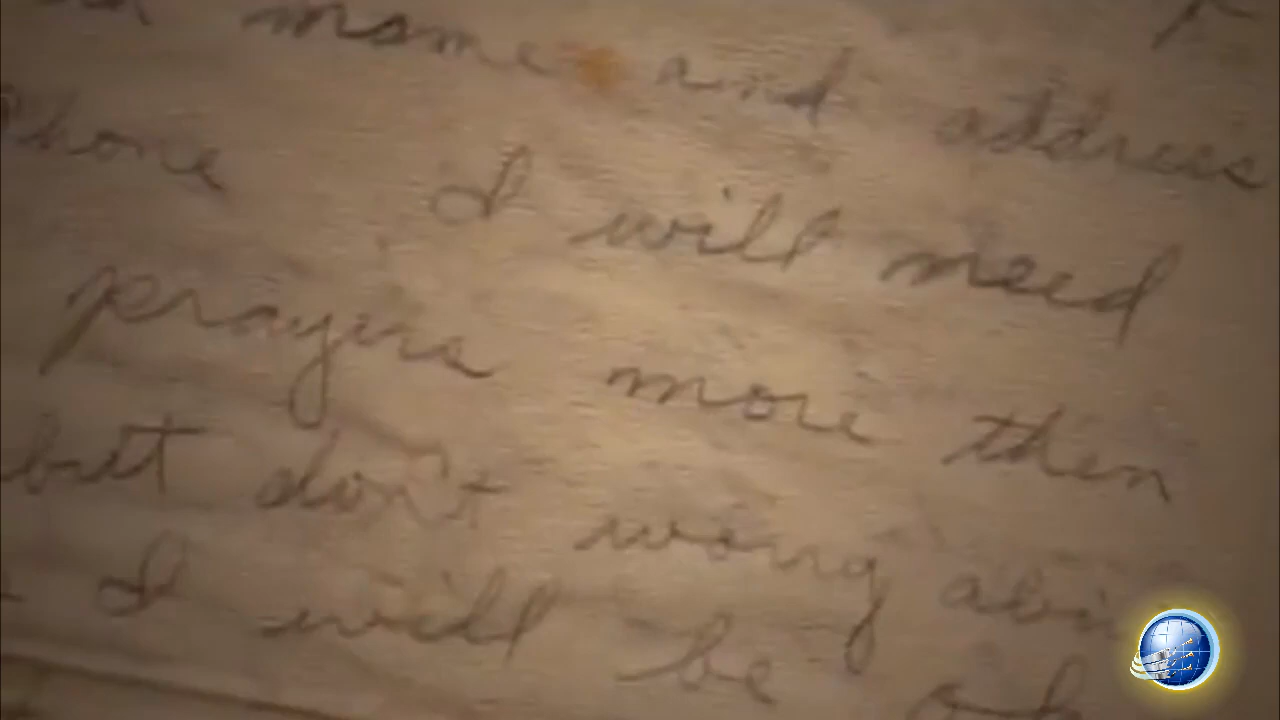 name and address
phone I will need
prayers more then
but don't worry
I will be